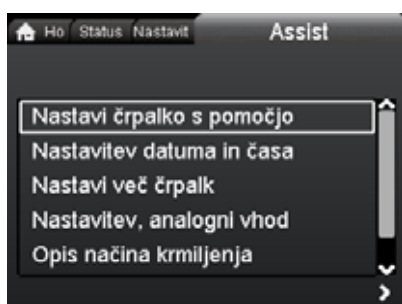 Ho Status Nastavit Assist
Nastavi črpalko s pomočjo
Nastavitev datuma in časa
Nastavi več črpalk
Nastavitev, analogni vhod
Opis načina krmiljenja